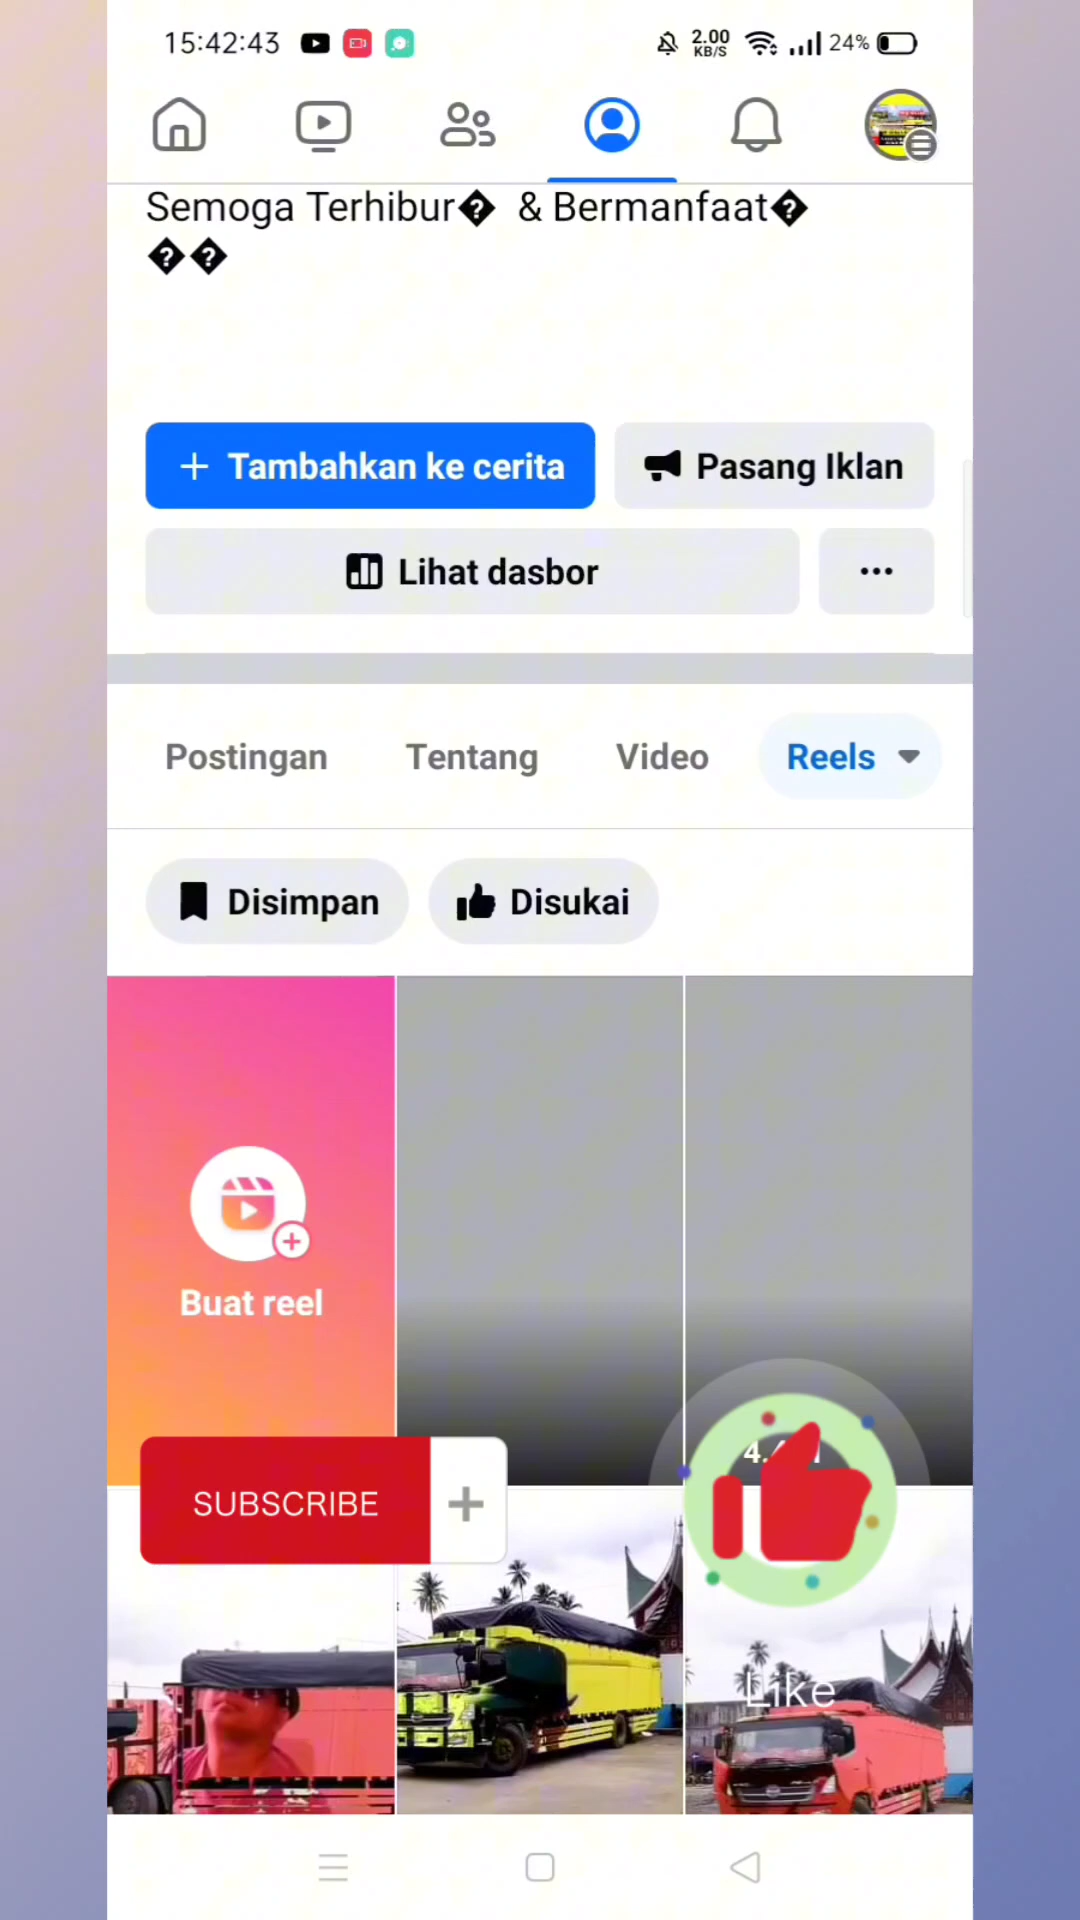 15:42:43 2.00 KB/S 24%
Semoga Terhibur� & Bermanfaat�
��
+ Tambahkan ke cerita
Pasang Iklan
Lihat dasbor
...
Postingan Tentang Video Reels
Disimpan Disukai
Buat reel
SUBSCRIBE +
Like